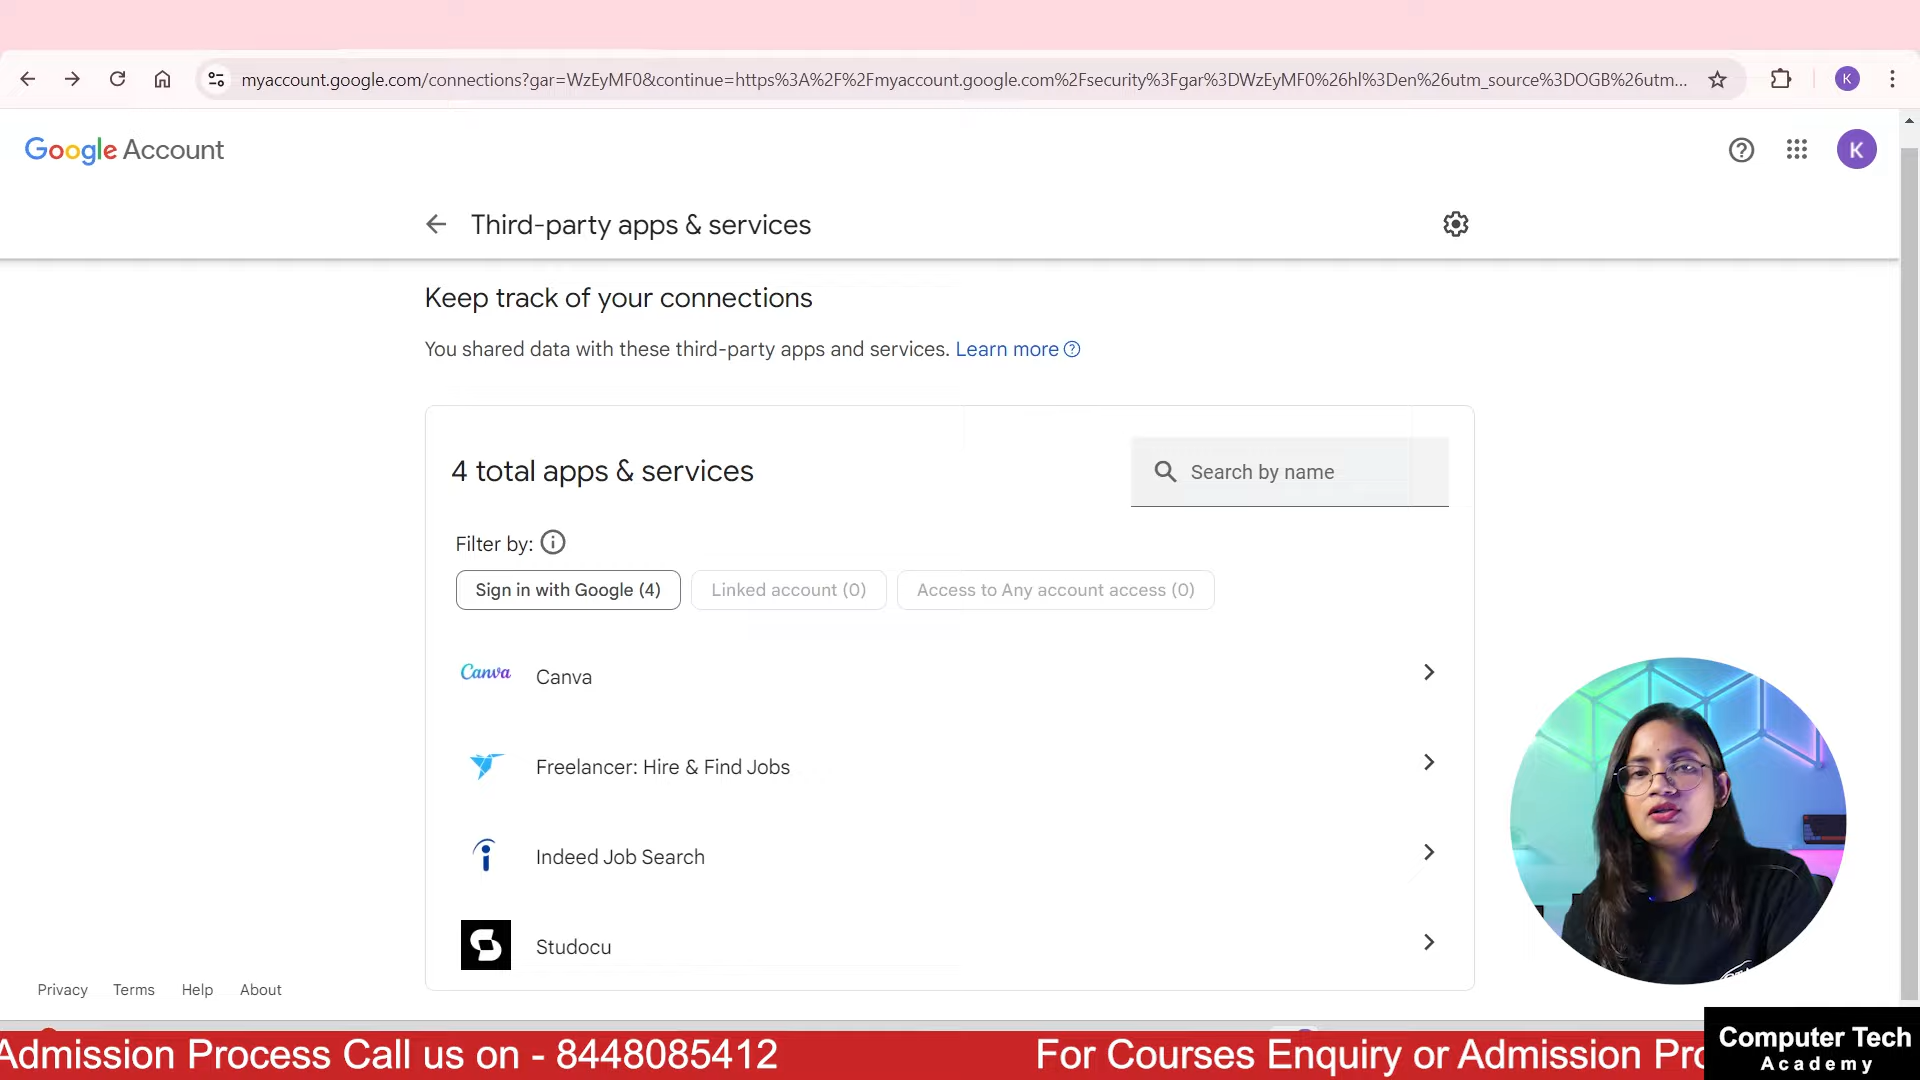 myaccount.google.com/connections?gar=WzEyMF0&continue=https%3A%2F%2Fmyaccount.google.com%2Fsecurity%3Fgar%3DWzEyMF0%26hl%3Den%26utm_source%3DOGB%26utm...
K
Google Account
K
Third-party apps & services
Keep track of your connections
You shared data with these third-party apps and services. Learn more
4 total apps & services
Search by name
Filter by:
Sign in with Google (4)
Linked account (0)
Access to Any account access (0)
Canva
Canva
Freelancer: Hire & Find Jobs
Indeed Job Search
Studocu
Privacy
Terms
Help
About
Admission Process Call us on - 8448085412
For Courses Enquiry or Admission Pro
Computer Tech
Academy